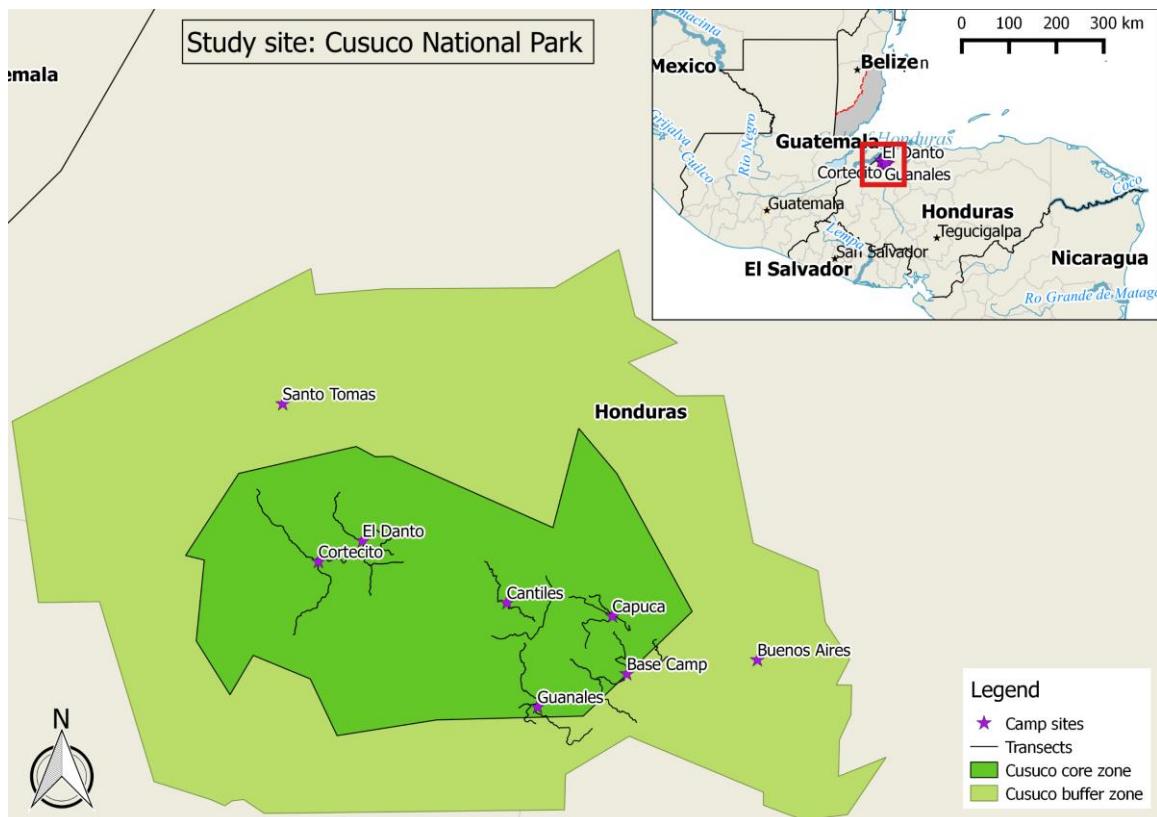 Study site: Cusuco National Park
emala
Santo Tomas
Honduras
El Danto
Cortecito
Cantiles
Capuca
Buenos Aires
Base Camp
Guanales
N
0 100 200 300 km
Mexico
Belize
Grijalva
Cuilco
Rio Negro
Guatemala
Honduras
El Danto
Cortecito
Guanales
Coco
Guatemala
Honduras
Tegucigalpa
Lempa
San Salvador
El Salvador
Nicaragua
Ro Grande de Mataga
Legend
Camp sites
Transects
Cusuco core zone
Cusuco buffer zone